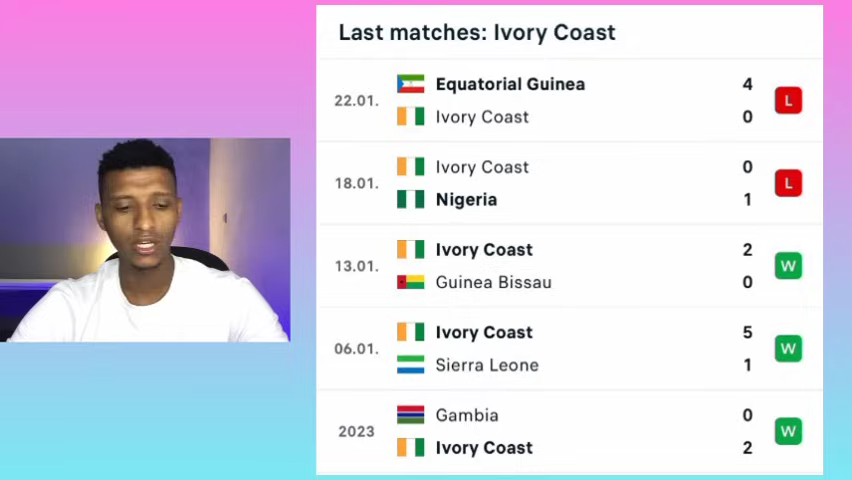 Last matches: Ivory Coast
22.01.
Equatorial Guinea 4
Ivory Coast 0
L
18.01.
Ivory Coast 0
Nigeria 1
L
13.01.
Ivory Coast 2
Guinea Bissau 0
W
06.01.
Ivory Coast 5
Sierra Leone 1
W
2023
Gambia 0
Ivory Coast 2
W